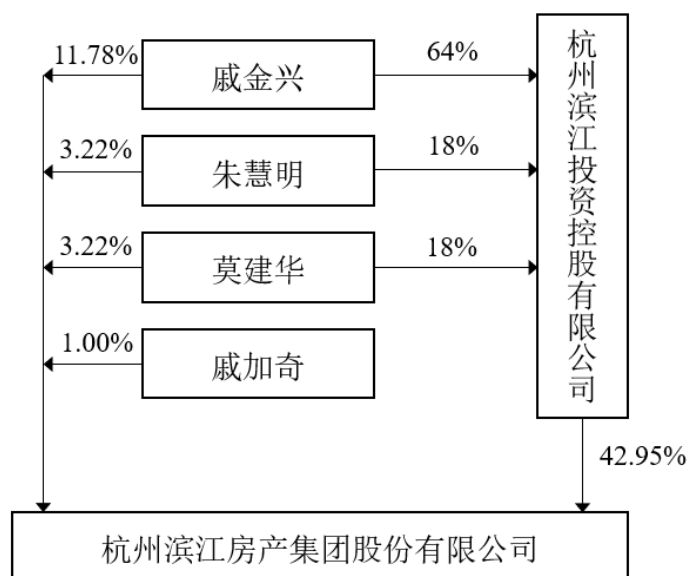 11.78%
戚金兴
64%
3.22%
朱慧明
18%
3.22%
莫建华
18%
1.00%
戚加奇
杭州滨江投资控股有限公司
42.95%
杭州滨江房产集团股份有限公司